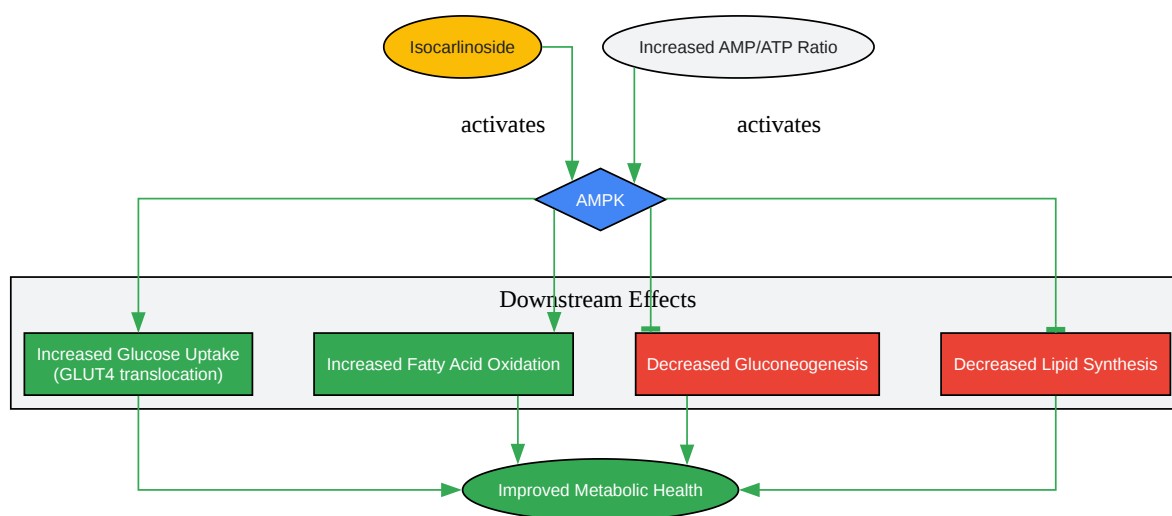 Isocarlinoside
Increased AMP/ATP Ratio
activates
activates
AMPK
Downstream Effects
Increased Glucose Uptake
(GLUT4 translocation)
Increased Fatty Acid Oxidation
Decreased Gluconeogenesis
Decreased Lipid Synthesis
Improved Metabolic Health